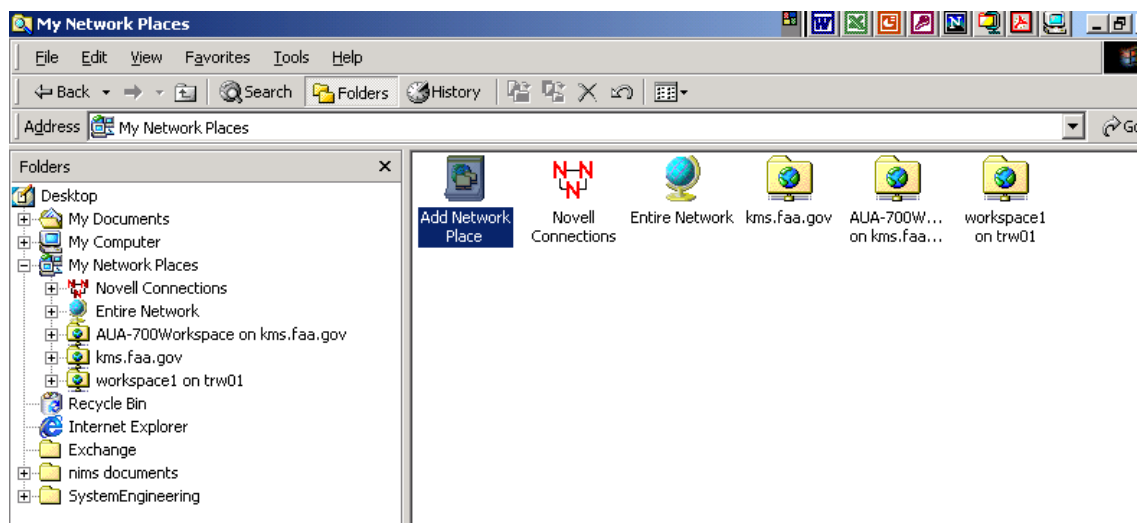 My Network Places
File Edit View Favorites Tools Help
Back Search Folders History
Address My Network Places Go
Folders
Desktop
My Documents
My Computer
My Network Places
Novell Connections
Entire Network
AUA-700Workspace on kms.faa.gov
kms.faa.gov
workspace1 on trw01
Recycle Bin
Internet Explorer
Exchange
nims documents
SystemEngineering
Add Network Novell Entire Network kms.faa.gov AUA-700W... workspace1
Place Connections on kms.faa... on trw01